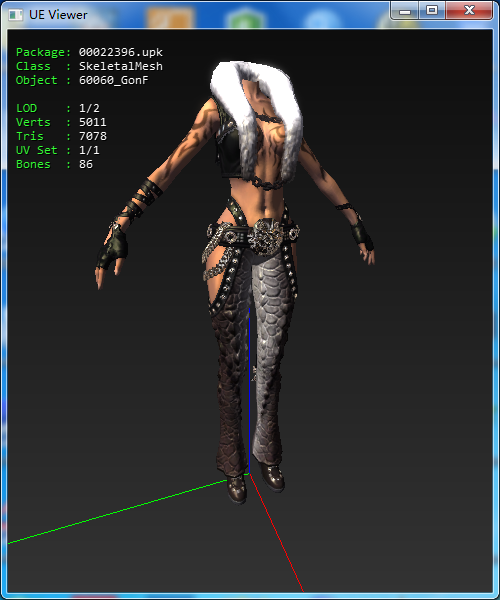 UE Viewer
Package: 00022396.upk
Class : SkeletalMesh
Object : 60060_GonF
LOD : 1/2
Verts : 5011
Tris : 7078
UV Set : 1/1
Bones : 86